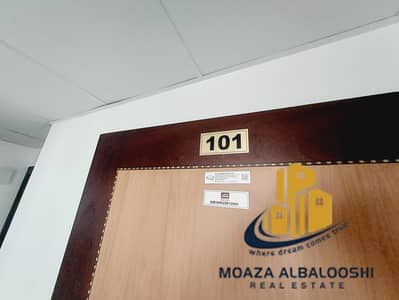 101
where dream comes true
MOAZA ALBALOOSHI
REAL ESTATE